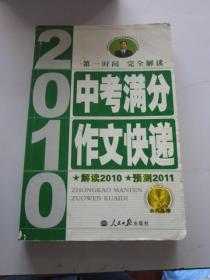 2010
第一时间 完全解读
中考满分
作文快递
★解读2010 ★预测2011
ZHONGKAO MANFEN
ZUOWEN KUAIDI
人民日报出版社